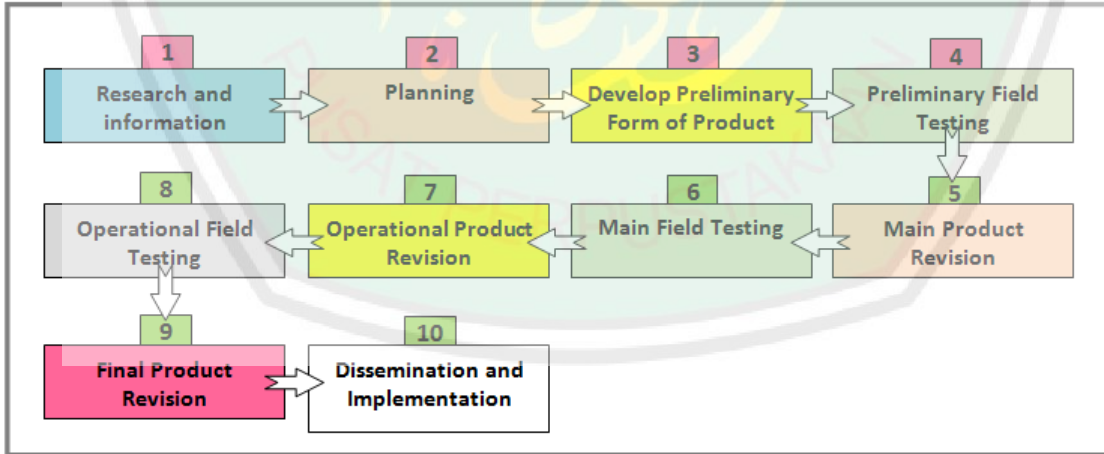 1
Research and
information
2
Planning
3
Develop Preliminary
Form of Product
4
Preliminary Field
Testing
5
Main Product
Revision
6
Main Field Testing
7
Operational Product
Revision
8
Operational Field
Testing
9
Final Product
Revision
10
Dissemination and
Implementation
PUSAT PERPUSTAKAAN